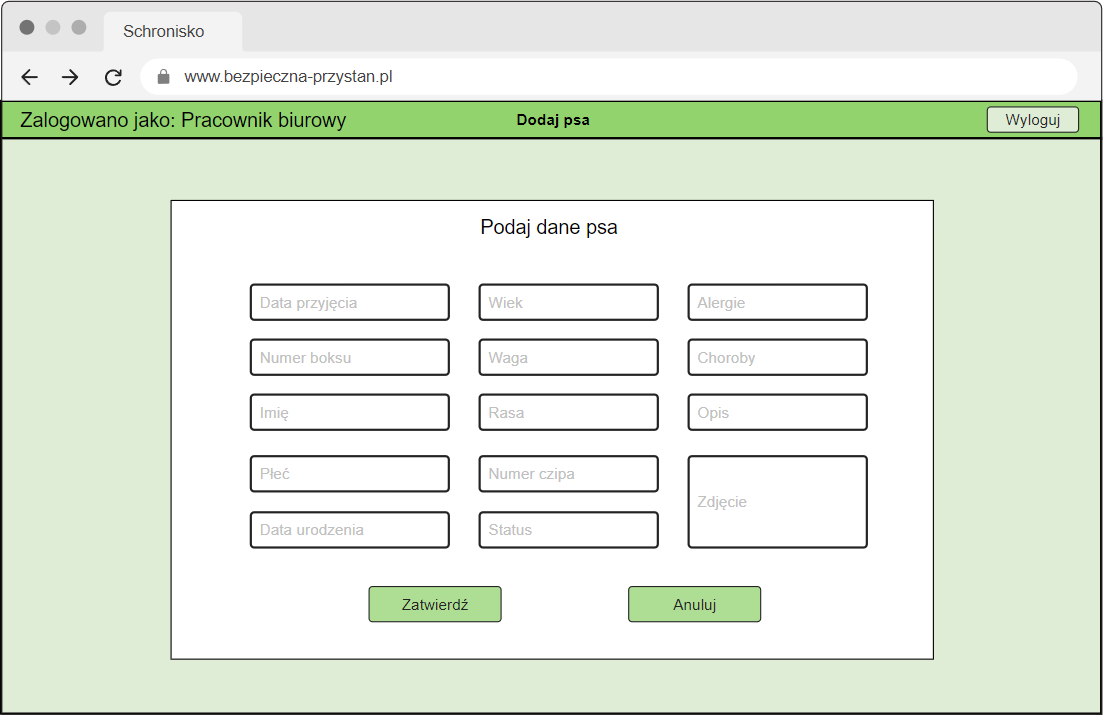 Schronisko
www.bezpieczna-przystan.pl
Zalogowano jako: Pracownik biurowy
Dodaj psa
Wyloguj
Podaj dane psa
Data przyjęcia
Wiek
Alergie
Numer boksu
Waga
Choroby
Imię
Rasa
Opis
Płeć
Numer czipa
Zdjęcie
Data urodzenia
Status
Zatwierdź
Anuluj